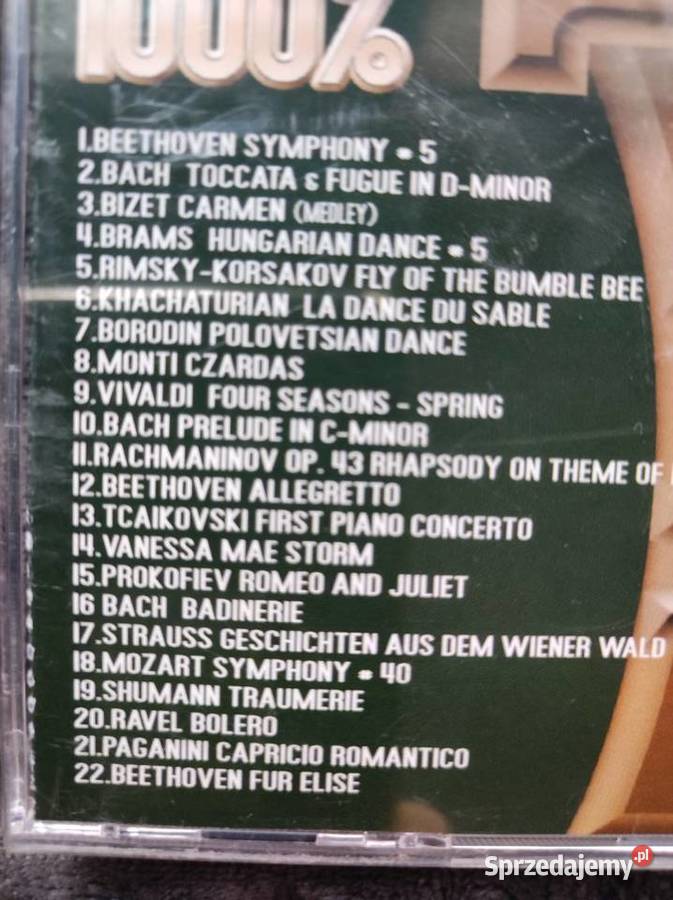 1000%
1.BEETHOVEN SYMPHONY # 5
2.BACH TOCCATA & FUGUE IN D-MINOR
3.BIZET CARMEN (MEDLEY)
4.BRAMS HUNGARIAN DANCE # 5
5.RIMSKY-KORSAKOV FLY OF THE BUMBLE BEE
6.KHACHATURIAN LA DANCE DU SABLE
7.BORODIN POLOVETSIAN DANCE
8.MONTI CZARDAS
9.VIVALDI FOUR SEASONS - SPRING
10.BACH PRELUDE IN C-MINOR
11.RACHMANINOV OP. 43 RHAPSODY ON THEME OF
12.BEETHOVEN ALLEGRETTO
13.TCAIKOVSKI FIRST PIANO CONCERTO
14.VANESSA MAE STORM
15.PROKOFIEV ROMEO AND JULIET
16 BACH BADINERIE
17.STRAUSS GESCHICHTEN AUS DEM WIENER WALD
18.MOZART SYMPHONY # 40
19.SHUMANN TRAUMERIE
20.RAVEL BOLERO
21.PAGANINI CAPRICIO ROMANTICO
22.BEETHOVEN FUR ELISE
Sprzedajemy.pl